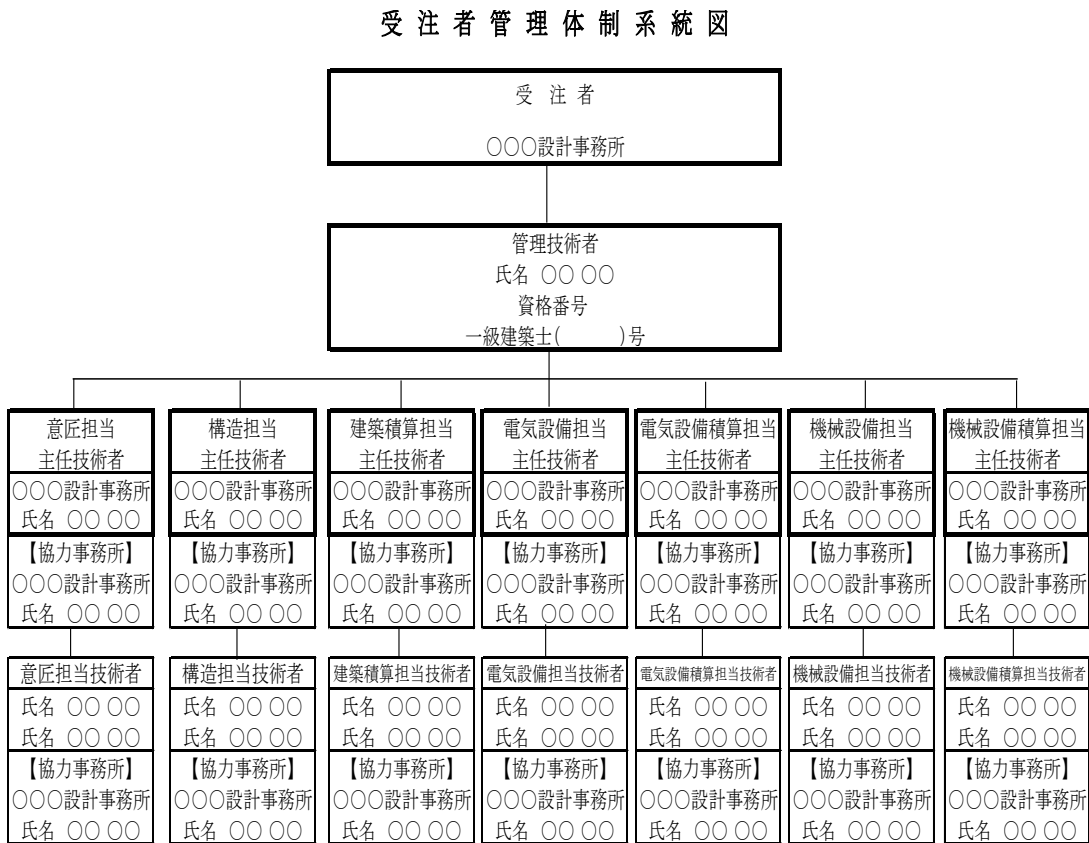 受注者管理体制系統図
受 注 者
○○○設計事務所
管理技術者
氏名 ○○ ○○
資格番号
一級建築士(　　　)号
意匠担当
主任技術者
○○○設計事務所
氏名 ○○ ○○
【協力事務所】
○○○設計事務所
氏名 ○○ ○○
構造担当
主任技術者
○○○設計事務所
氏名 ○○ ○○
【協力事務所】
○○○設計事務所
氏名 ○○ ○○
建築積算担当
主任技術者
○○○設計事務所
氏名 ○○ ○○
【協力事務所】
○○○設計事務所
氏名 ○○ ○○
電気設備担当
主任技術者
○○○設計事務所
氏名 ○○ ○○
【協力事務所】
○○○設計事務所
氏名 ○○ ○○
電気設備積算担当
主任技術者
○○○設計事務所
氏名 ○○ ○○
【協力事務所】
○○○設計事務所
氏名 ○○ ○○
機械設備担当
主任技術者
○○○設計事務所
氏名 ○○ ○○
【協力事務所】
○○○設計事務所
氏名 ○○ ○○
機械設備積算担当
主任技術者
○○○設計事務所
氏名 ○○ ○○
【協力事務所】
○○○設計事務所
氏名 ○○ ○○
意匠担当技術者
氏名 ○○ ○○
氏名 ○○ ○○
【協力事務所】
○○○設計事務所
氏名 ○○ ○○
構造担当技術者
氏名 ○○ ○○
氏名 ○○ ○○
【協力事務所】
○○○設計事務所
氏名 ○○ ○○
建築積算担当技術者
氏名 ○○ ○○
氏名 ○○ ○○
【協力事務所】
○○○設計事務所
氏名 ○○ ○○
電気設備担当技術者
氏名 ○○ ○○
氏名 ○○ ○○
【協力事務所】
○○○設計事務所
氏名 ○○ ○○
電気設備積算担当技術者
氏名 ○○ ○○
氏名 ○○ ○○
【協力事務所】
○○○設計事務所
氏名 ○○ ○○
機械設備担当技術者
氏名 ○○ ○○
氏名 ○○ ○○
【協力事務所】
○○○設計事務所
氏名 ○○ ○○
機械設備積算担当技術者
氏名 ○○ ○○
氏名 ○○ ○○
【協力事務所】
○○○設計事務所
氏名 ○○ ○○